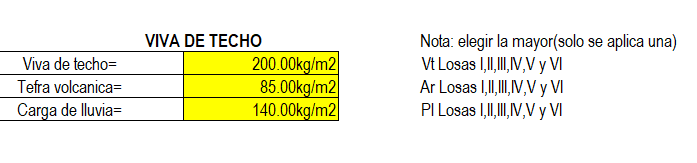 VIVA DE TECHO Nota: elegir la mayor(solo se aplica una)
Viva de techo= 200.00kg/m2 Vt Losas I,II,III,IV,V y VI
Tefra volcanica= 85.00kg/m2 Ar Losas I,II,III,IV,V y VI
Carga de lluvia= 140.00kg/m2 Pl Losas I,II,III,IV,V y VI